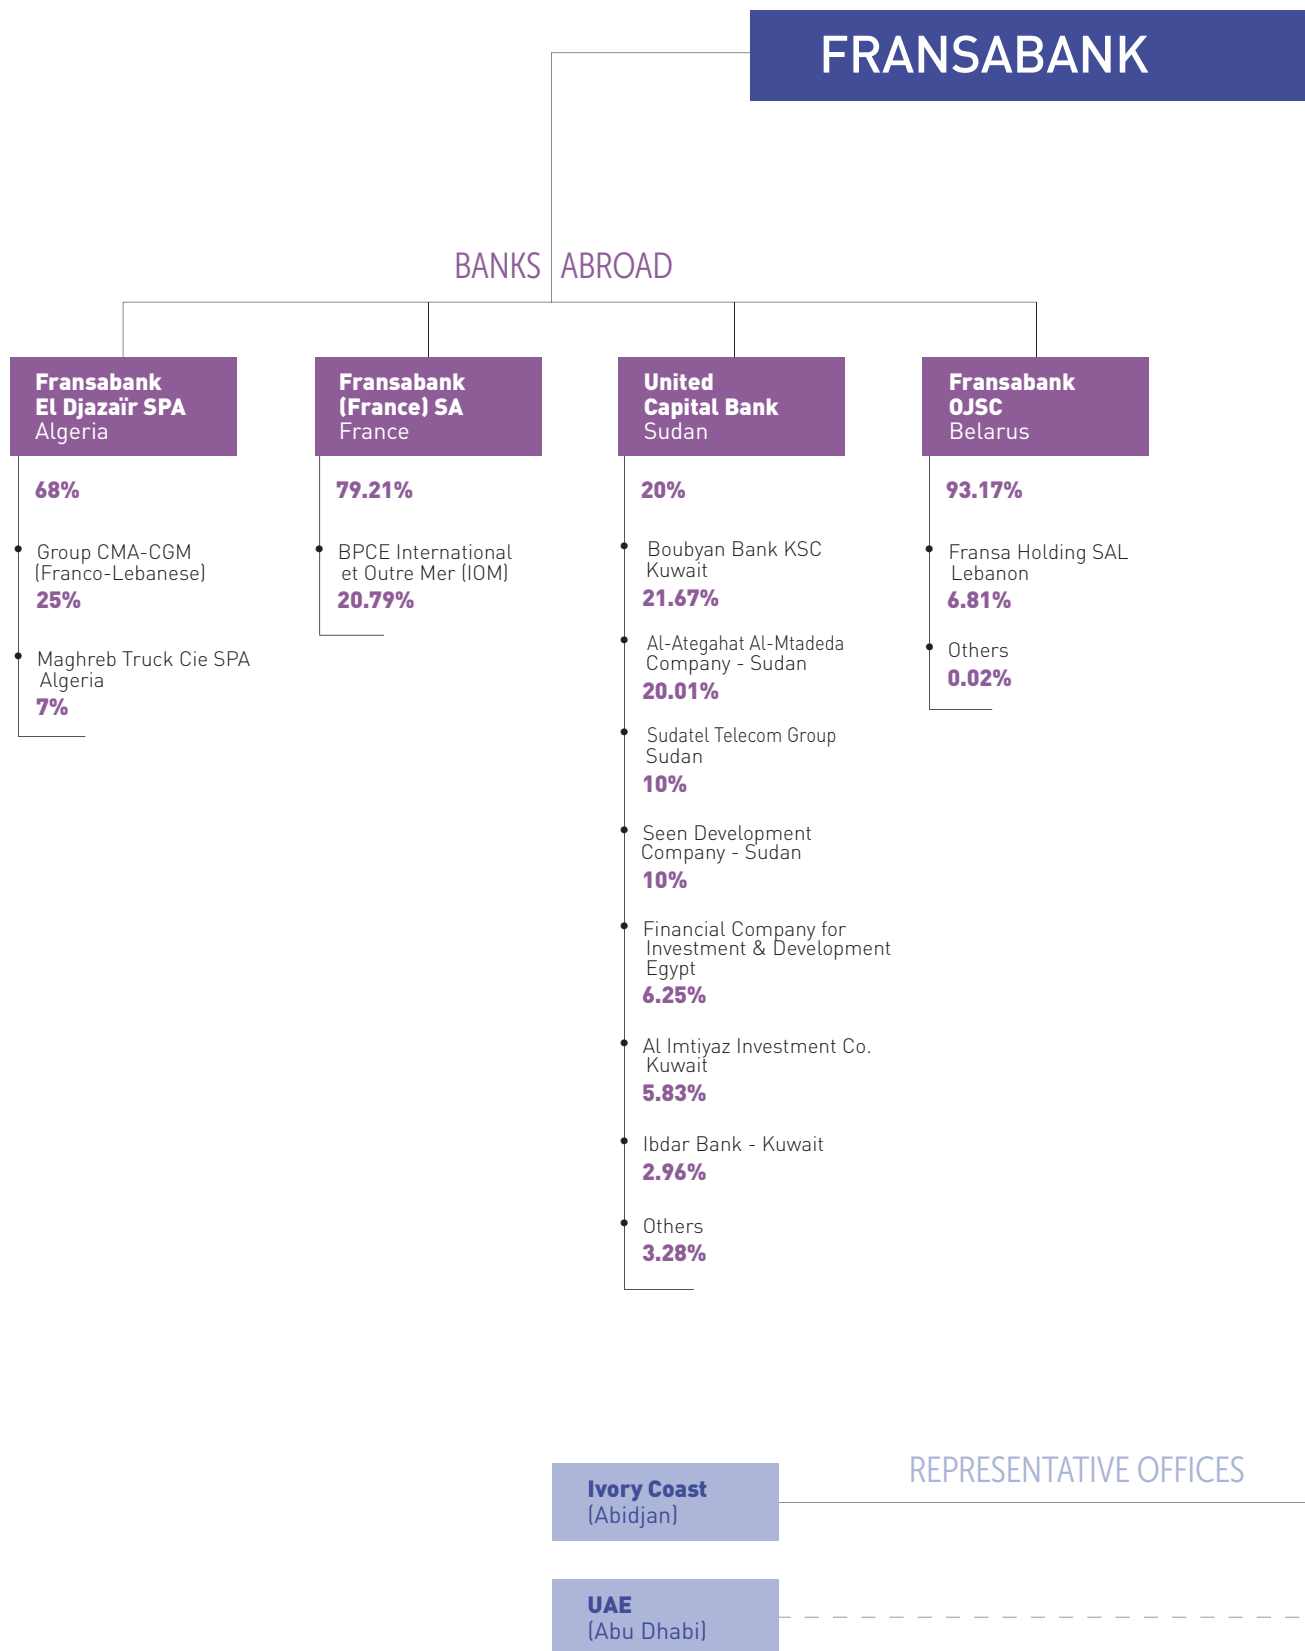 FRANSABANK
BANKS ABROAD
Fransabank
El Djazaïr SPA
Algeria
68%
Group CMA-CGM
(Franco-Lebanese)
25%
Maghreb Truck Cie SPA
Algeria
7%
Fransabank
(France) SA
France
79.21%
BPCE International
et Outre Mer (IOM)
20.79%
United
Capital Bank
Sudan
20%
Boubyan Bank KSC
Kuwait
21.67%
Al-Ategahat Al-Mtadeda
Company - Sudan
20.01%
Sudatel Telecom Group
Sudan
10%
Seen Development
Company - Sudan
10%
Financial Company for
Investment & Development
Egypt
6.25%
Al Imtiyaz Investment Co.
Kuwait
5.83%
Ibdar Bank - Kuwait
2.96%
Others
3.28%
Fransabank
OJSC
Belarus
93.17%
Fransa Holding SAL
Lebanon
6.81%
Others
0.02%
REPRESENTATIVE OFFICES
Ivory Coast
(Abidjan)
UAE
(Abu Dhabi)